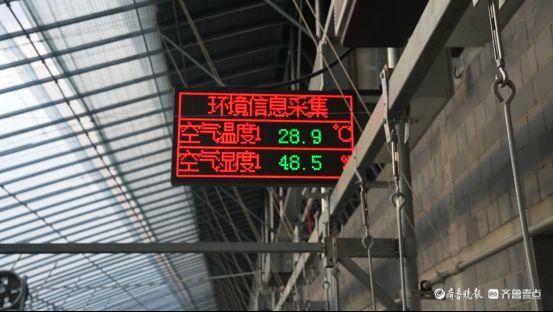 环境信息采集
空气温度1 28.9 ℃
空气湿度1 48.5 %
齐鲁晚报 齐鲁壹点